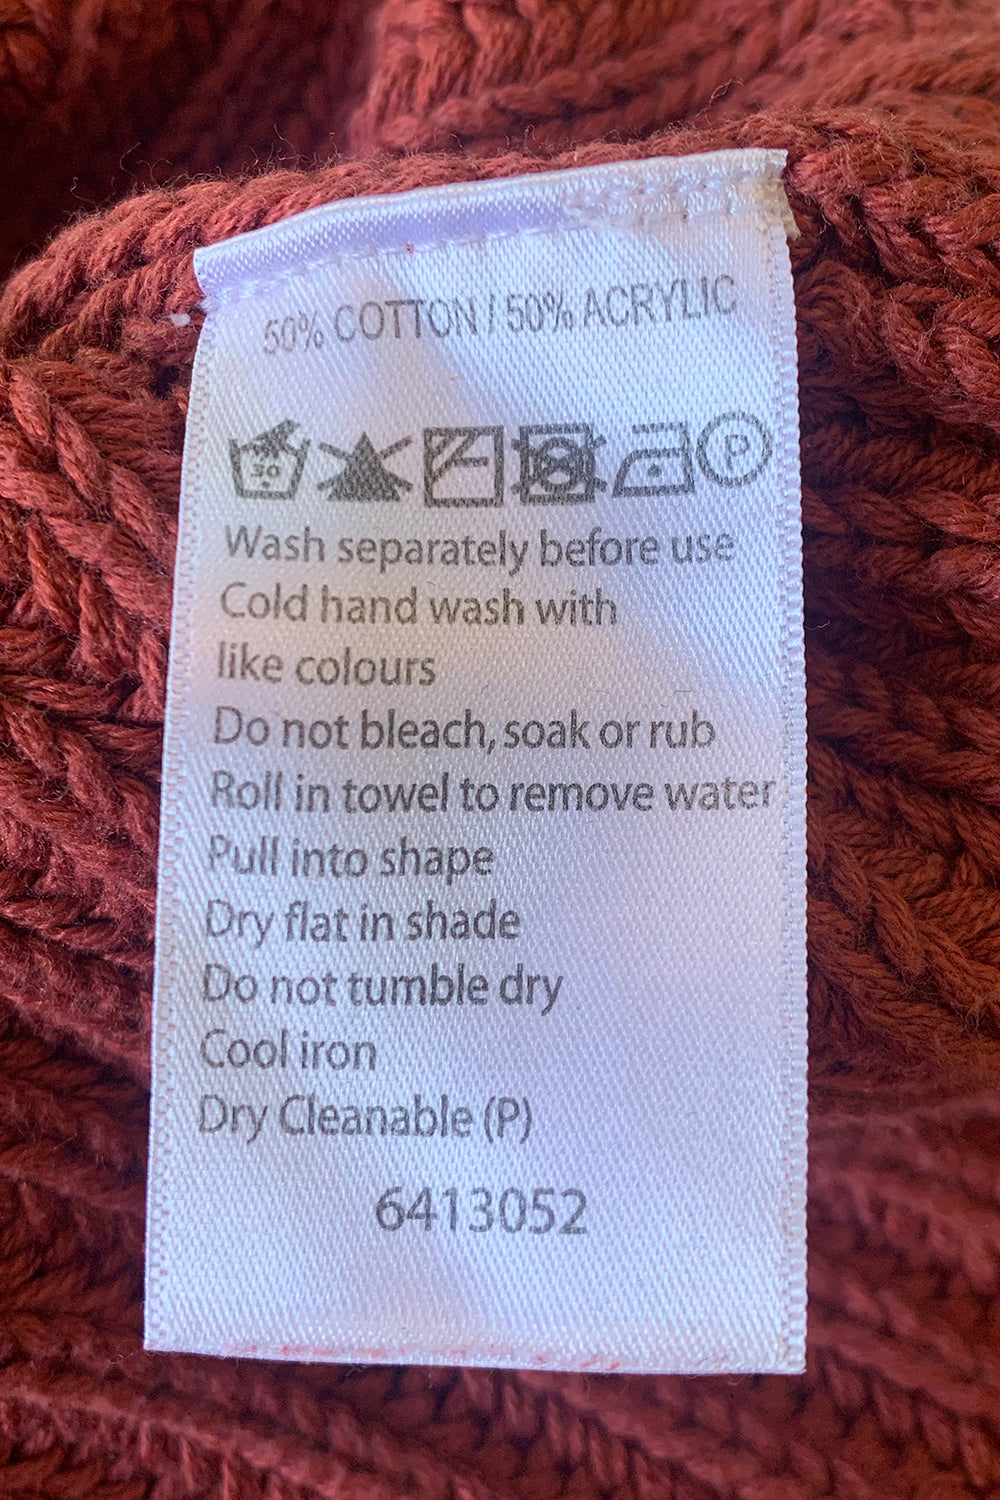 50% COTTON / 50% ACRYLIC
30 P
Wash separately before use
Cold hand wash with
like colours
Do not bleach, soak or rub
Roll in towel to remove water
Pull into shape
Dry flat in shade
Do not tumble dry
Cool iron
Dry Cleanable (P)
6413052